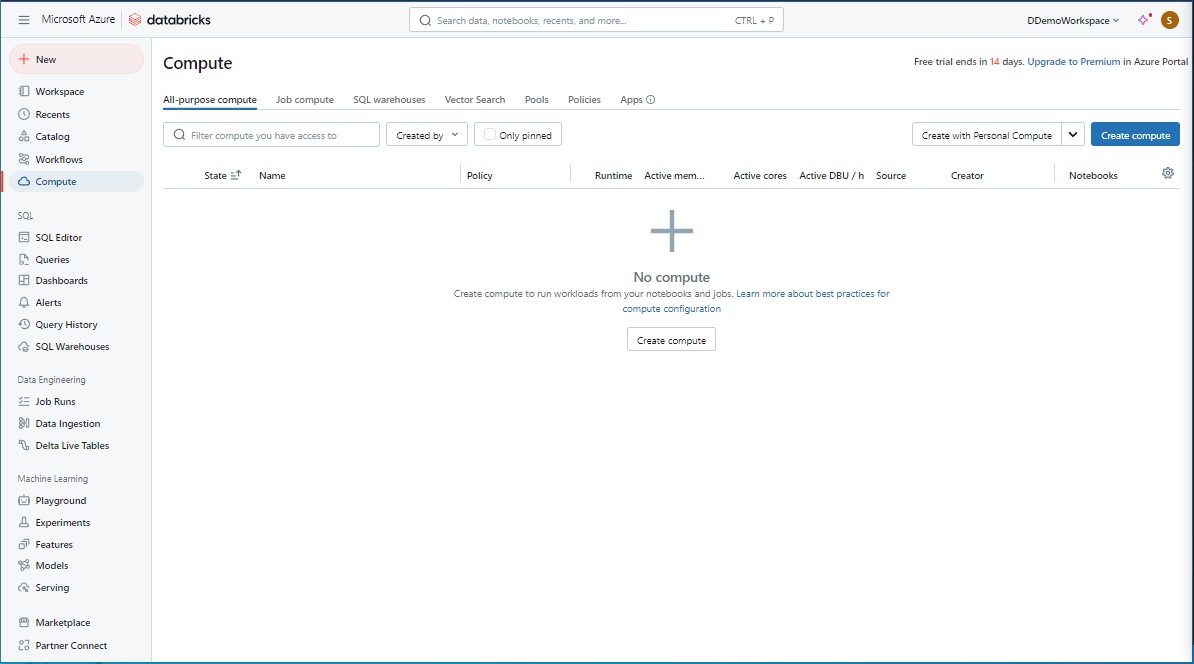 Microsoft Azure databricks Search data, notebooks, recents, and more... CTRL + P DDemoWorkspace S
New
Workspace
Recents
Catalog
Workflows
Compute
SQL
SQL Editor
Queries
Dashboards
Alerts
Query History
SQL Warehouses
Data Engineering
Job Runs
Data Ingestion
Delta Live Tables
Machine Learning
Playground
Experiments
Features
Models
Serving
Marketplace
Partner Connect
Compute
Free trial ends in 14 days. Upgrade to Premium in Azure Portal
All-purpose compute Job compute SQL warehouses Vector Search Pools Policies Apps
Filter compute you have access to Created by Only pinned Create with Personal Compute Create compute
State Name Policy Runtime Active mem... Active cores Active DBU / h Source Creator Notebooks
No compute
Create compute to run workloads from your notebooks and jobs. Learn more about best practices for
compute configuration
Create compute